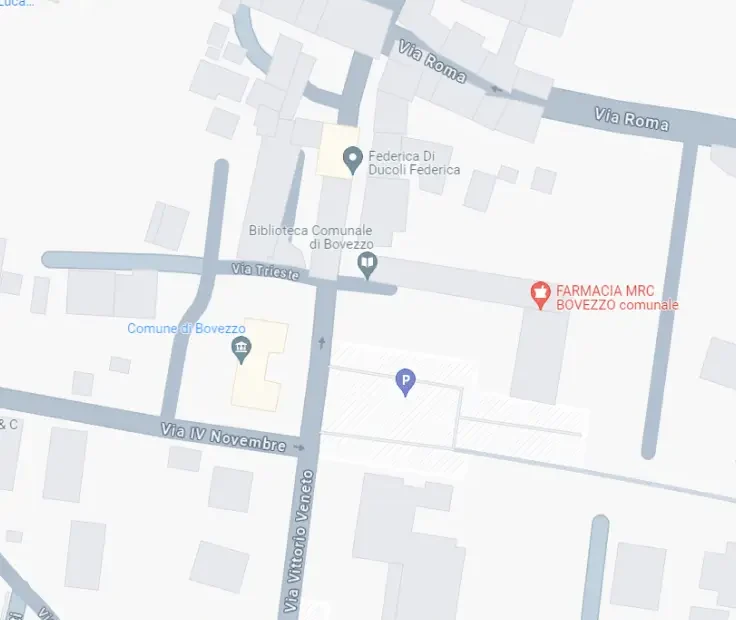 Luca…
Via Roma
Via Roma
Federica Di
Ducoli Federica
Biblioteca Comunale
di Bovezzo
Via Trieste
FARMACIA MRC
BOVEZZO comunale
Comune di Bovezzo
P
& C
Via IV Novembre
Via Vittorio Veneto